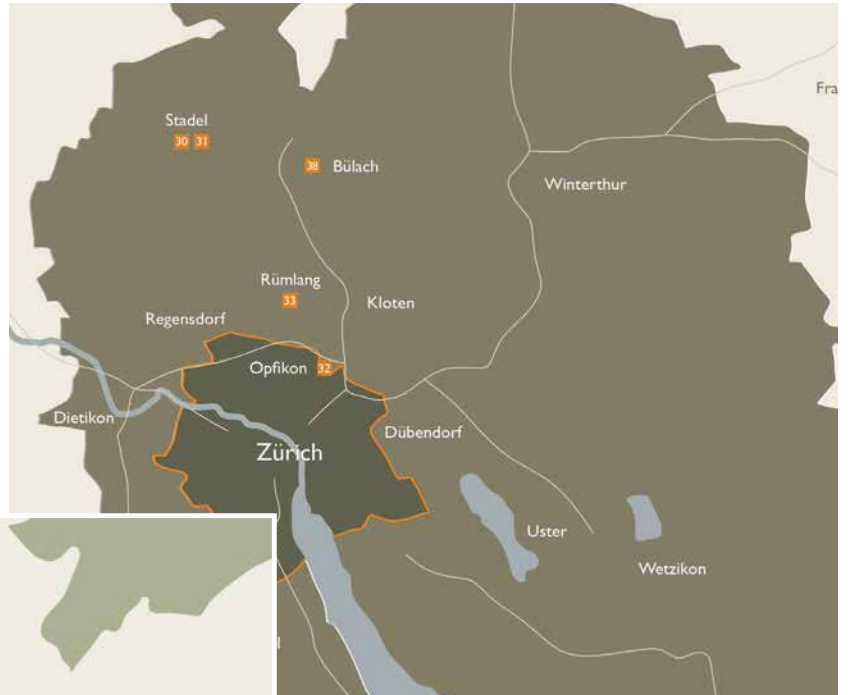 Fra
Stadel
30 31
38 Bülach
Winterthur
Rümlang
33
Kloten
Regensdorf
Opfikon 32
Dietikon
Dübendorf
Zürich
Uster
Wetzikon
l